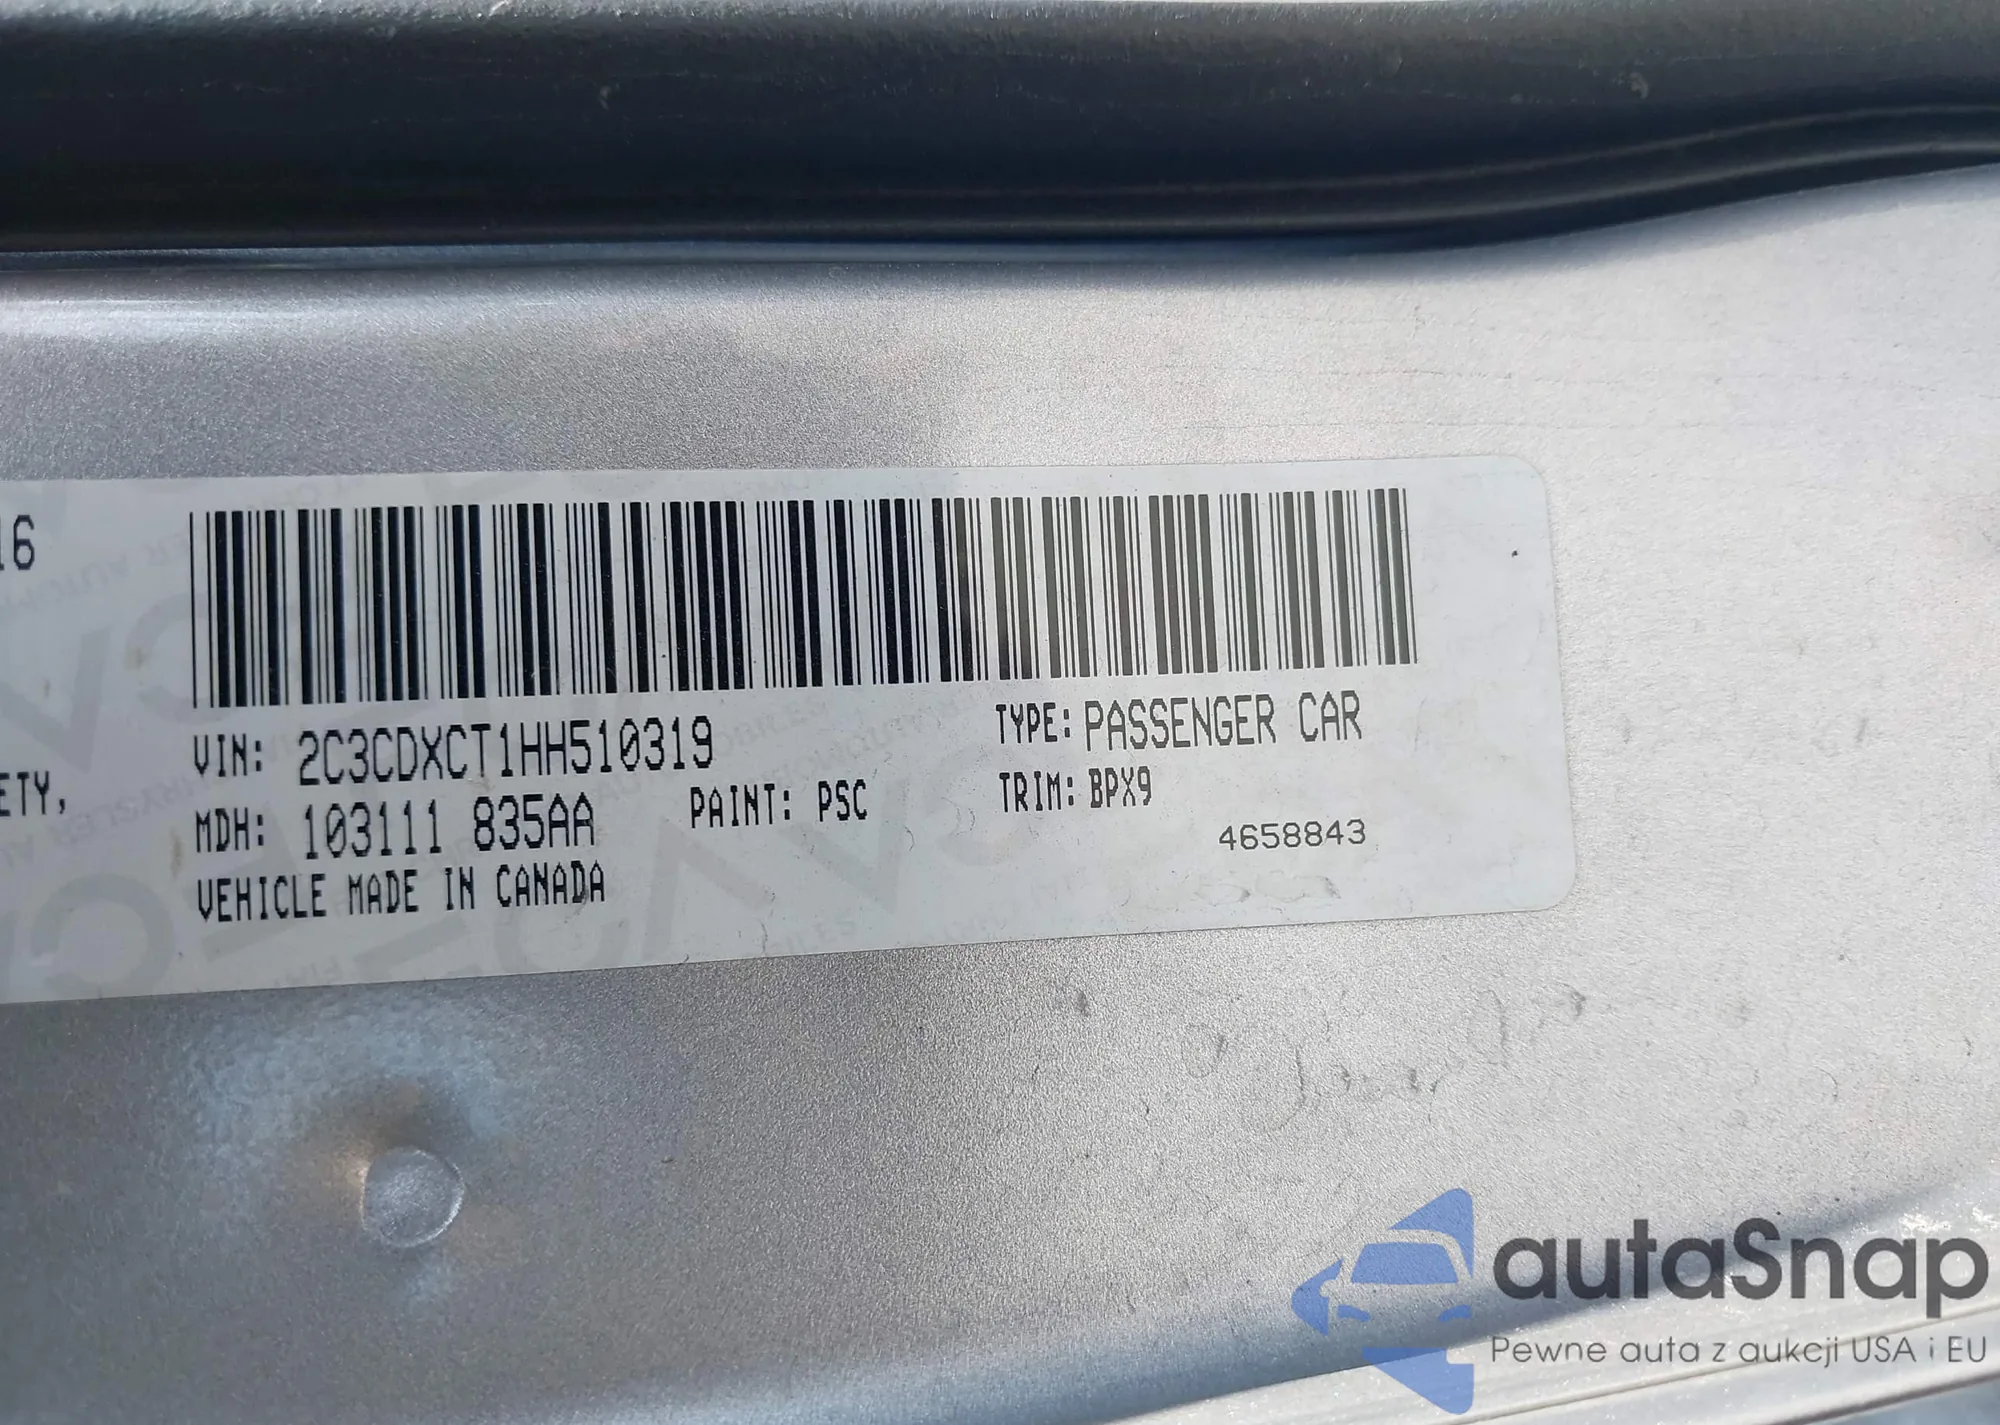 16
ETY,
VIN: 2C3CDXCT1HH510319
TYPE: PASSENGER CAR
MDH: 103111 835AA
PAINT: PSC
TRIM: BPX9
VEHICLE MADE IN CANADA
4658843
autaSnap
Pewne auta z aukcji USA i EU